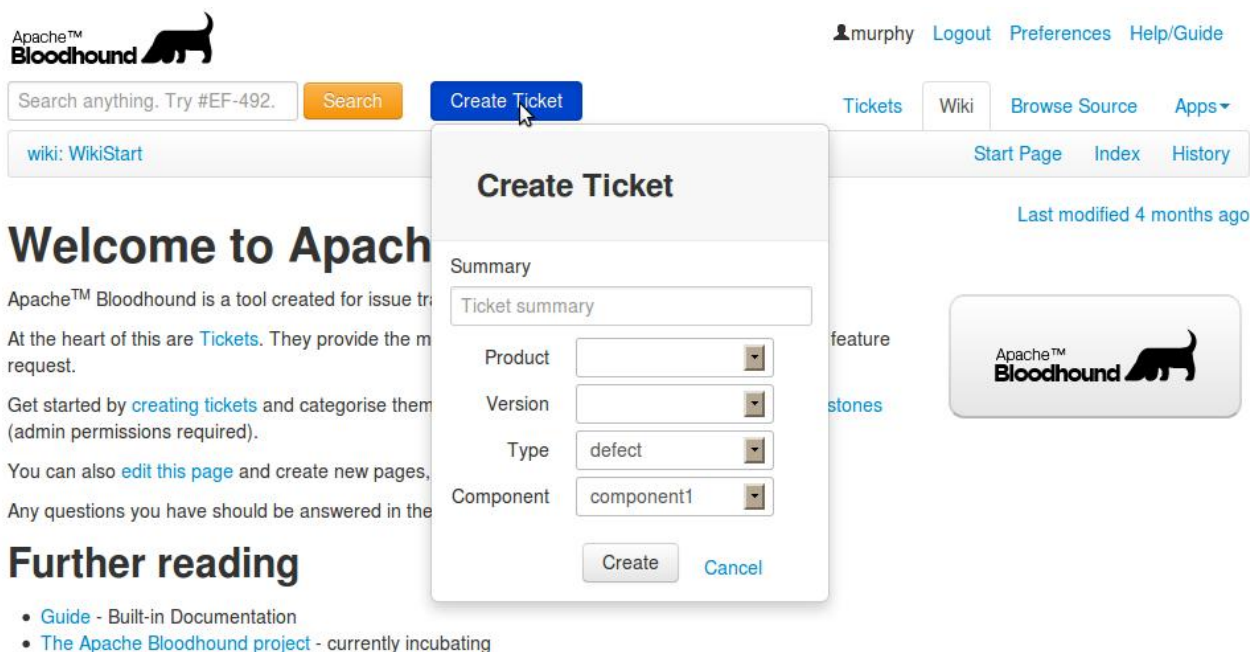 Apache™
Bloodhound
murphy Logout Preferences Help/Guide
Search anything. Try #EF-492. Search Create Ticket Tickets Wiki Browse Source Apps
wiki: WikiStart Start Page Index History
Last modified 4 months ago
Create Ticket
Summary
Ticket summary
Product
Version
Type defect
Component component1
Create Cancel
Welcome to Apach
Apache™ Bloodhound is a tool created for issue tra
At the heart of this are Tickets. They provide the m feature
request.
Get started by creating tickets and categorise them stones
(admin permissions required).
You can also edit this page and create new pages,
Any questions you have should be answered in the
Apache™
Bloodhound
Further reading
• Guide - Built-in Documentation
• The Apache Bloodhound project - currently incubating